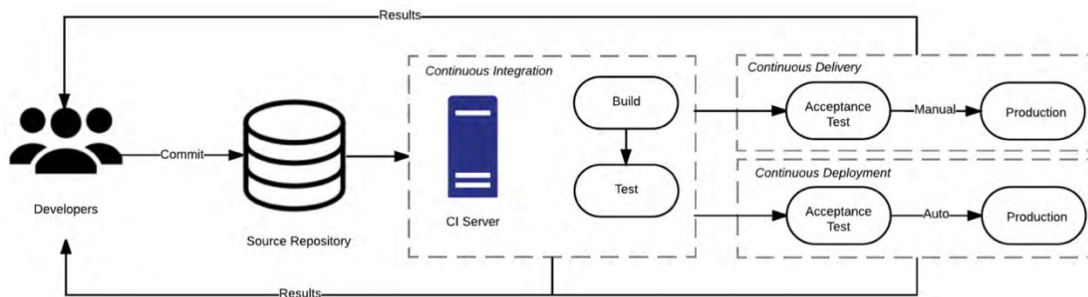 Results
Continuous Integration
Continuous Delivery
Build
Acceptance
Test
Manual
Production
Commit
Test
Continuous Deployment
Developers
CI Server
Acceptance
Test
Auto
Production
Source Repository
Results